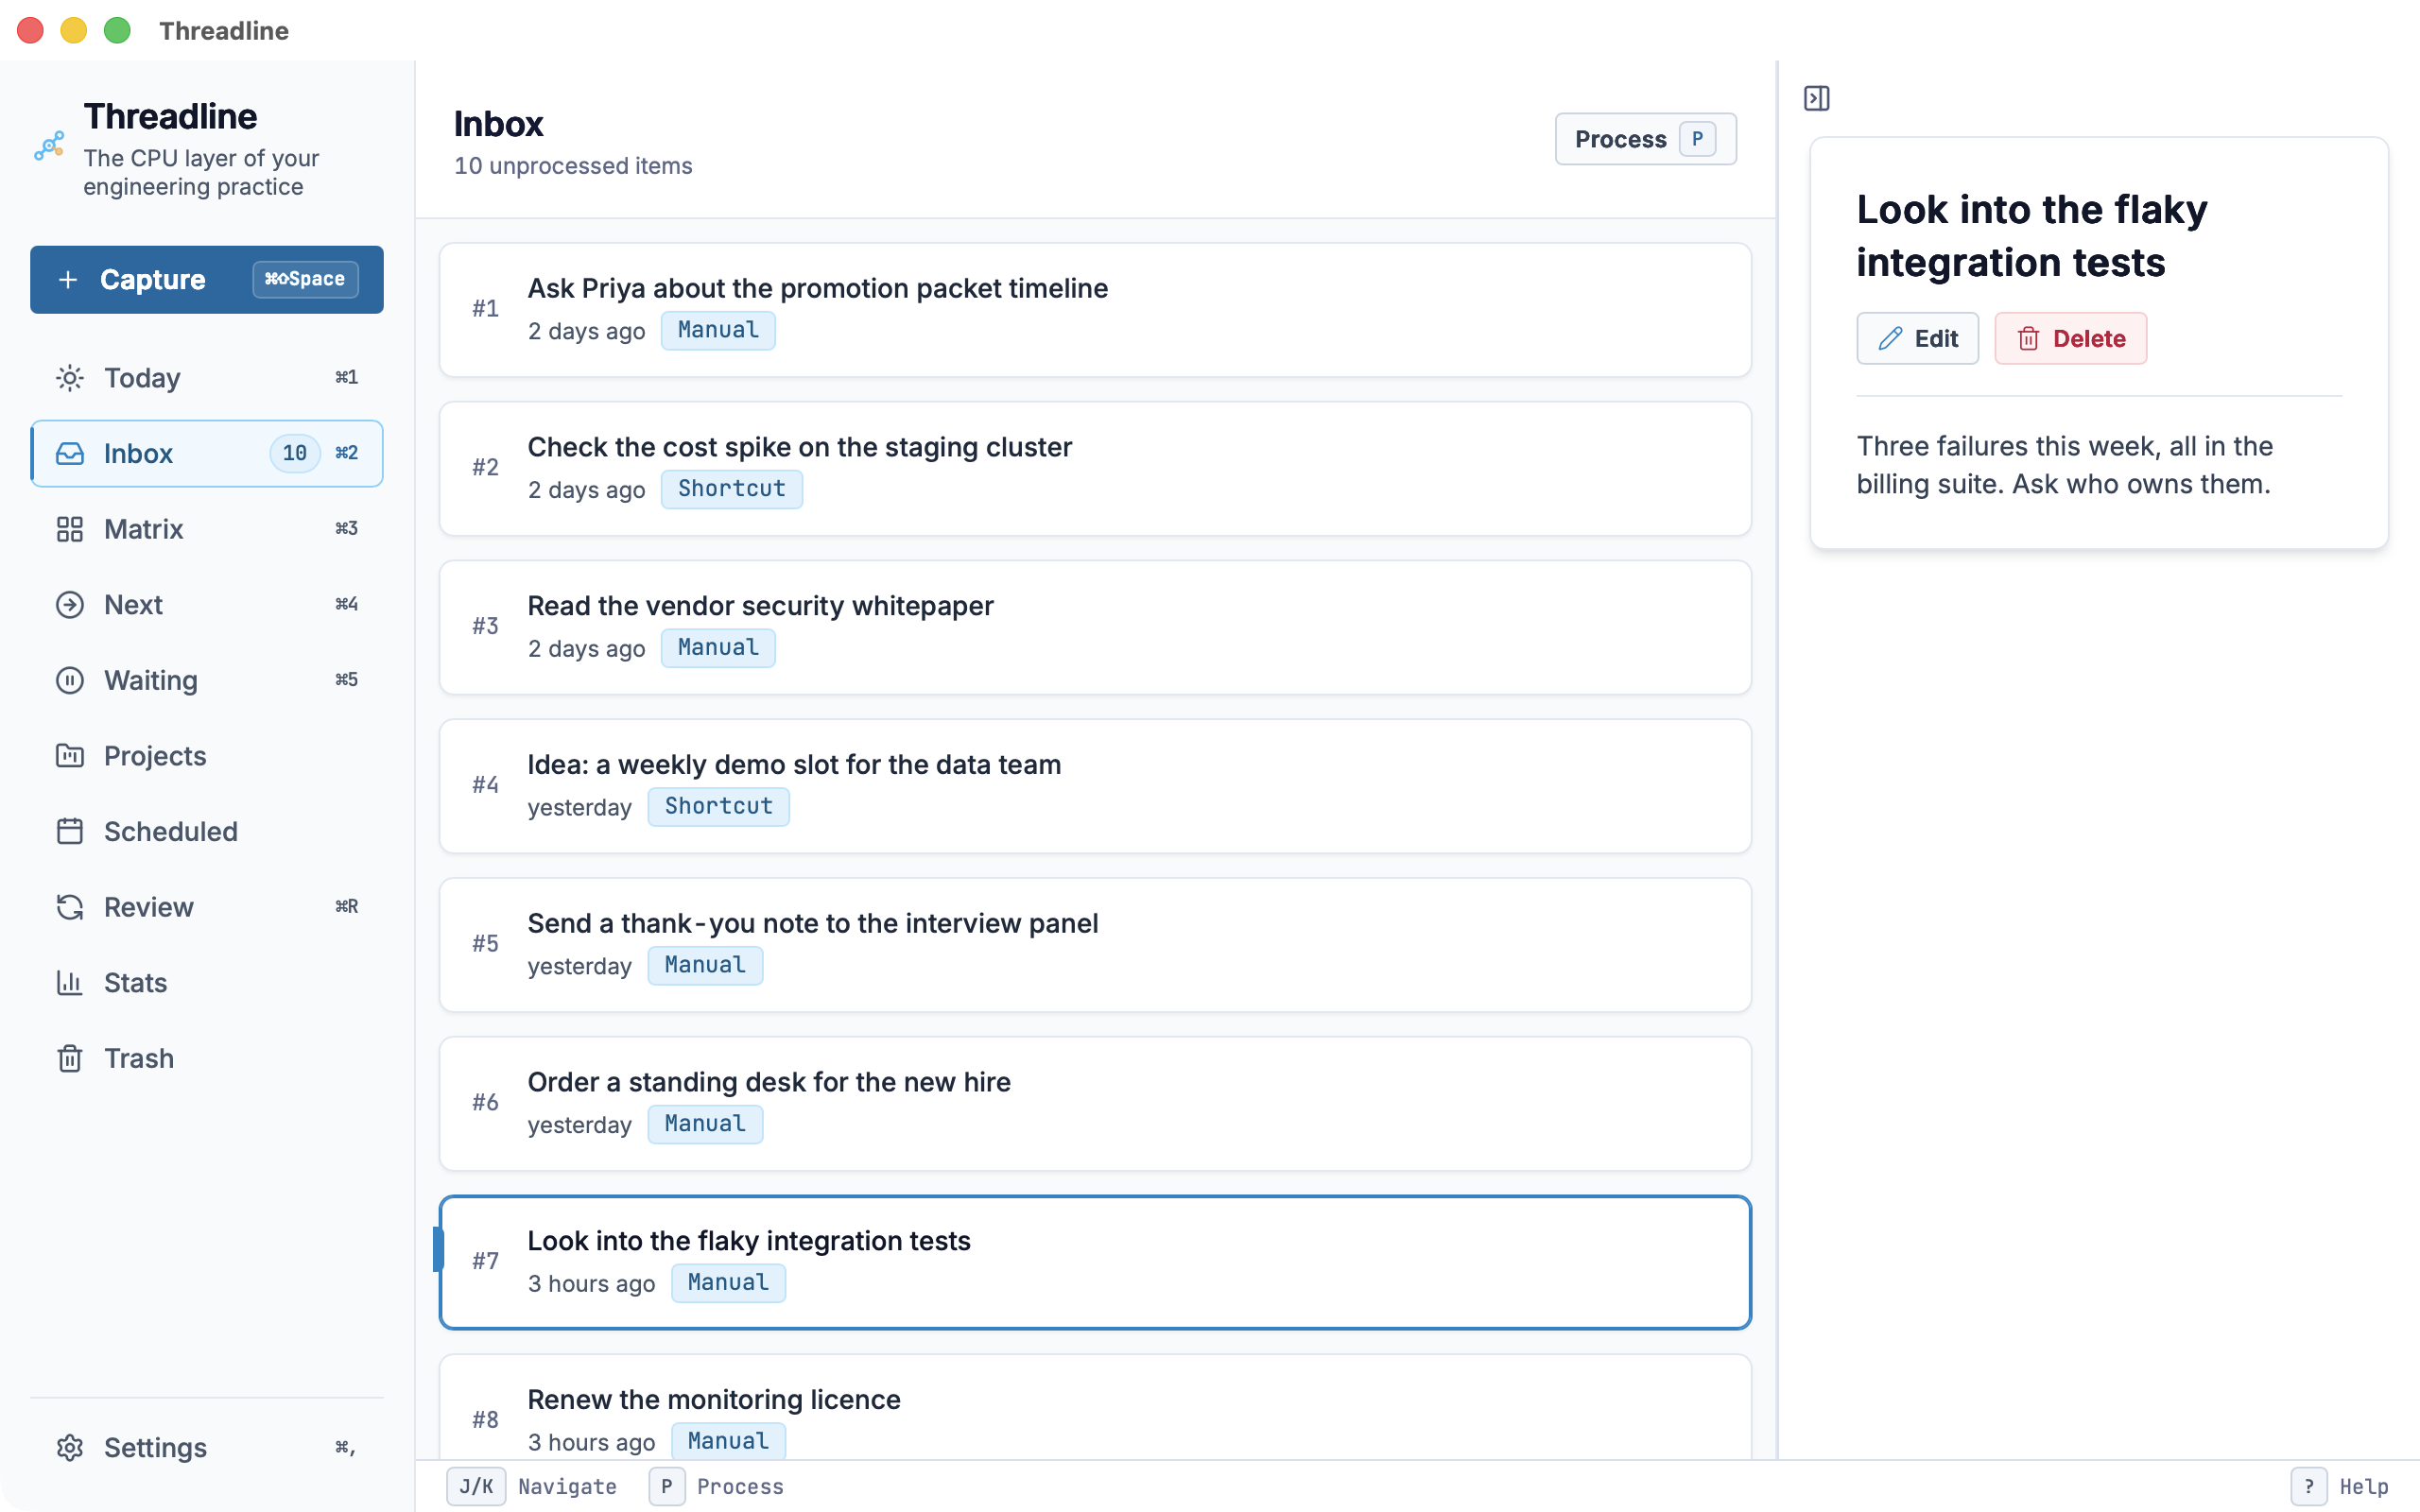 Threadline
Threadline
The CPU layer of your
engineering practice
+ Capture ⌘⇧Space
Today ⌘1
Inbox 10 ⌘2
Matrix ⌘3
Next ⌘4
Waiting ⌘5
Projects
Scheduled
Review ⌘R
Stats
Trash
Settings ⌘,
Inbox
10 unprocessed items
Process P
#1
Ask Priya about the promotion packet timeline
2 days ago Manual
#2
Check the cost spike on the staging cluster
2 days ago Shortcut
#3
Read the vendor security whitepaper
2 days ago Manual
#4
Idea: a weekly demo slot for the data team
yesterday Shortcut
#5
Send a thank-you note to the interview panel
yesterday Manual
#6
Order a standing desk for the new hire
yesterday Manual
#7
Look into the flaky integration tests
3 hours ago Manual
#8
Renew the monitoring licence
3 hours ago Manual
J/K Navigate P Process
Look into the flaky
integration tests
Edit Delete
Three failures this week, all in the
billing suite. Ask who owns them.
? Help